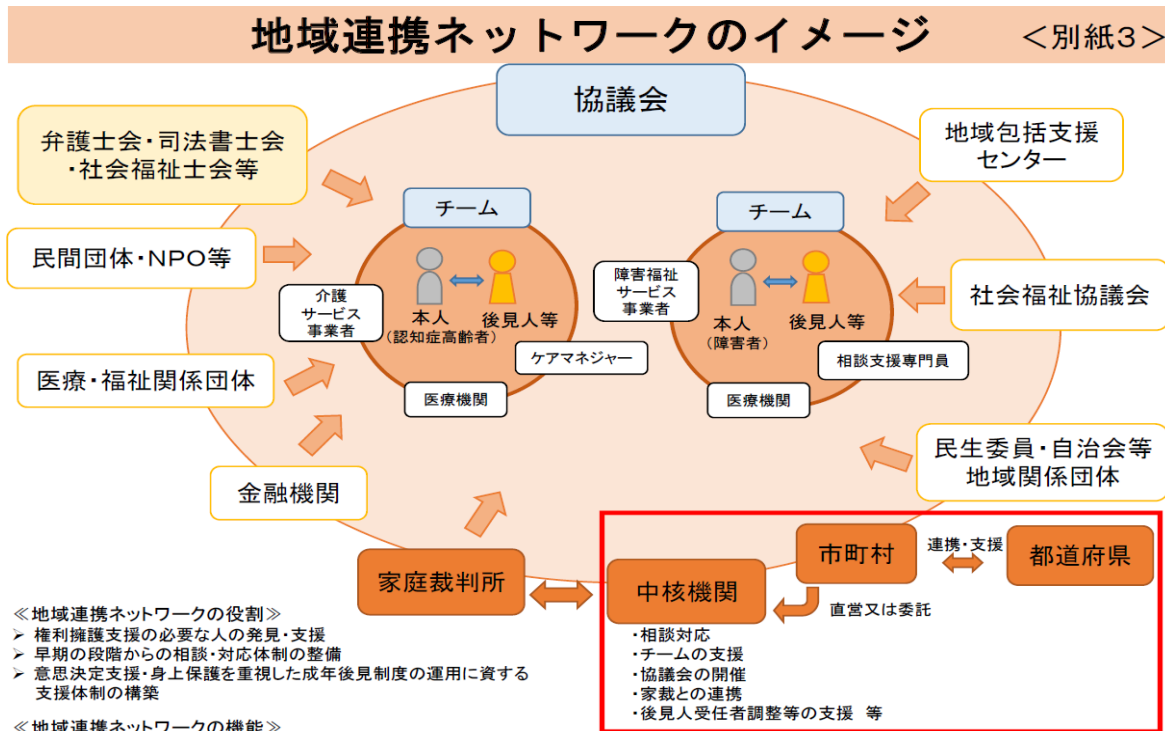 地域連携ネットワークのイメージ
<別紙3>
協議会
弁護士会・司法書士会
・社会福祉士会等
地域包括支援
センター
チーム
チーム
民間団体・NPO等
介護
サービス
事業者
本人
(認知症高齢者)
後見人等
ケアマネジャー
医療機関
障害福祉
サービス
事業者
本人
(障害者)
後見人等
相談支援専門員
医療機関
社会福祉協議会
医療・福祉関係団体
金融機関
民生委員・自治会等
地域関係団体
家庭裁判所
中核機関
市町村
連携・支援
都道府県
直営又は委託
・相談対応
・チームの支援
・協議会の開催
・家裁との連携
・後見人受任者調整等の支援 等
≪地域連携ネットワークの役割≫
➢ 権利擁護支援の必要な人の発見・支援
➢ 早期の段階からの相談・対応体制の整備
➢ 意思決定支援・身上保護を重視した成年後見制度の運用に資する
支援体制の構築
≪地域連携ネットワークの機能≫